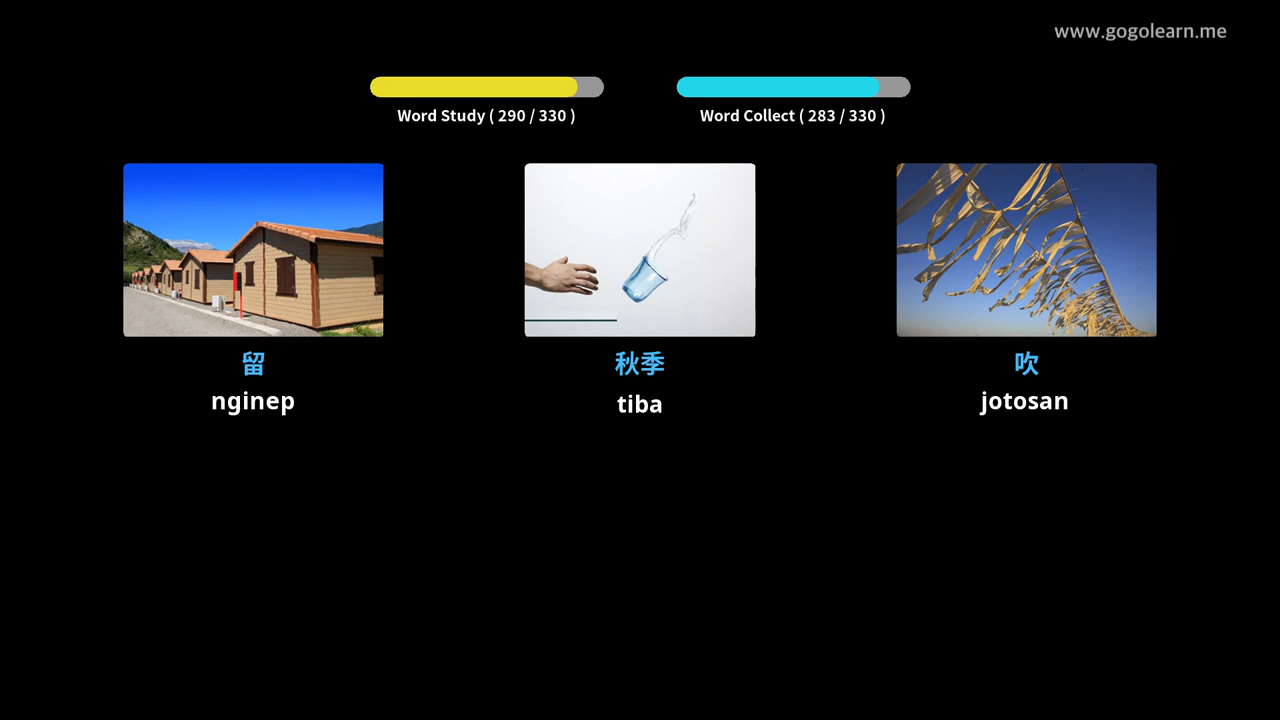 www.gogolearn.me
Word Study ( 290 / 330 )
Word Collect ( 283 / 330 )
留
nginep
秋季
tiba
吹
jotosan